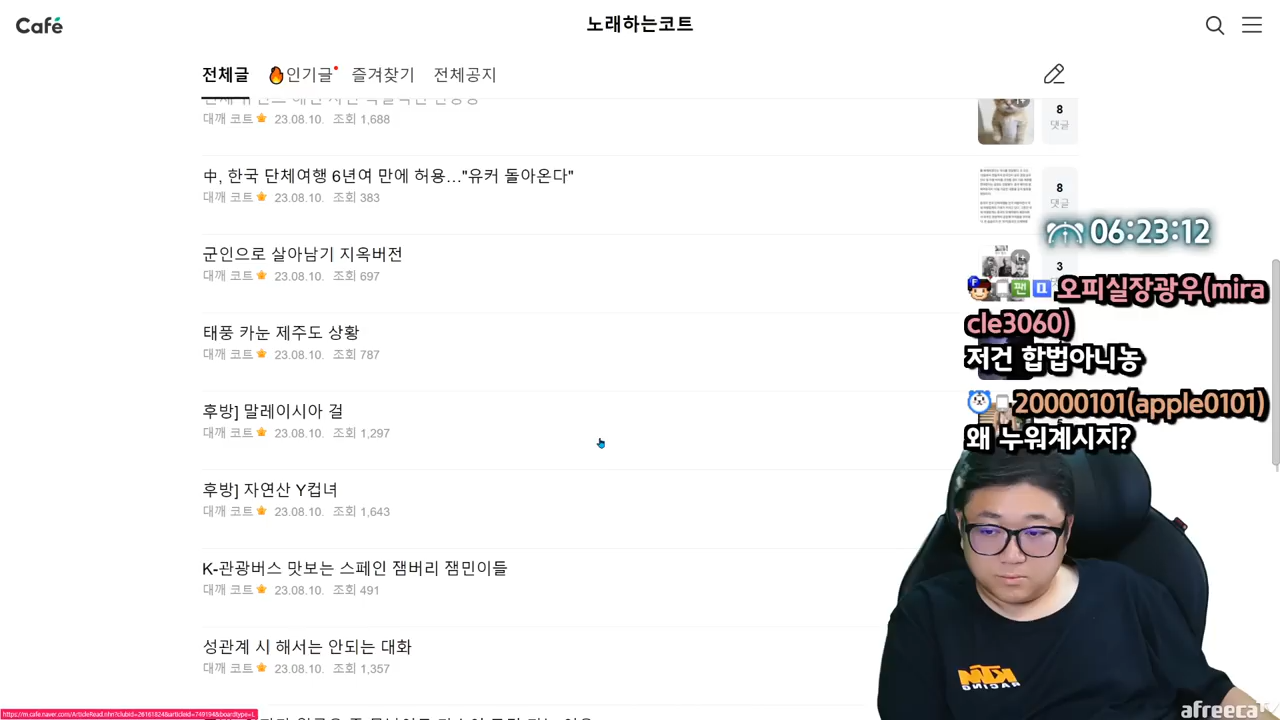 Café
노래하는코트
전체글
인기글
즐겨찾기
전체공지
대깨 코트 23.08.10. 조회 1,688
8
댓글
中, 한국 단체여행 6년여 만에 허용…"유커 돌아온다"
대깨 코트 23.08.10. 조회 383
8
댓글
06:23:12
군인으로 살아남기 지옥버전
대깨 코트 23.08.10. 조회 697
1+
3
오피실장광우(mira
cle3060)
저건 합법아니농
태풍 카눈 제주도 상황
대깨 코트 23.08.10. 조회 787
20000101(apple0101)
왜 누워계시지?
후방] 말레이시아 걸
대깨 코트 23.08.10. 조회 1,297
후방] 자연산 Y컵녀
대깨 코트 23.08.10. 조회 1,643
K-관광버스 맛보는 스페인 잼버리 잼민이들
대깨 코트 23.08.10. 조회 491
성관계 시 해서는 안되는 대화
대깨 코트 23.08.10. 조회 1,357
KTM
RACING
afreecaTV